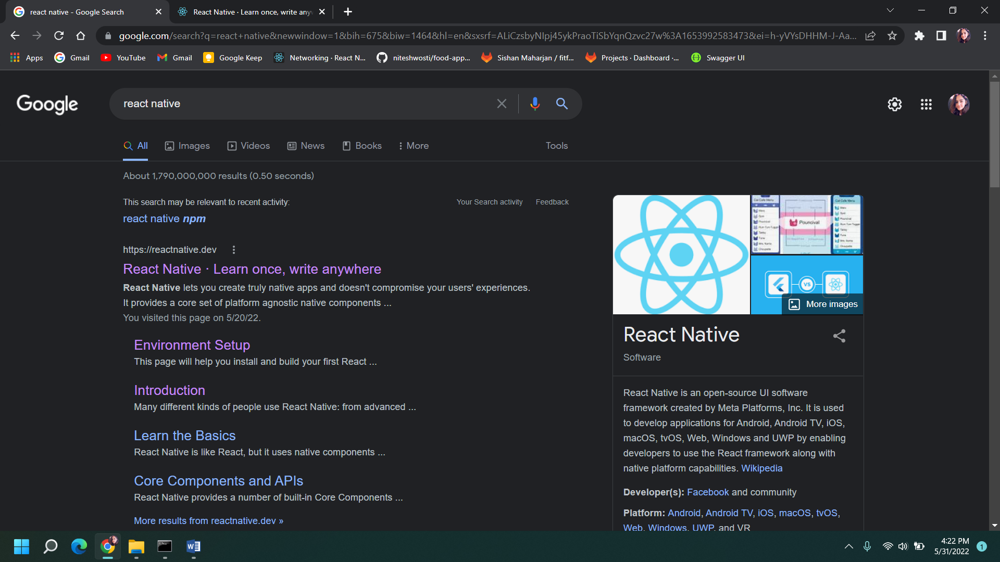 react native - Google Search
React Native · Learn once, write any
google.com/search?q=react+native&newwindow=1&bih=675&biw=1464&hl=en&sxsrf=ALiCzsbyNIpj45ykPraoTiSbYqnQzvc27w%3A1653992583473&ei=h-yVYsDHHM-J-Aa...
Apps
Gmail
YouTube
Gmail
Google Keep
Networking · React N...
niteshwosti/food-app...
Sishan Maharjan / fitf...
Projects · Dashboard ·...
Swagger UI
Google
react native
All
Images
Videos
News
Books
More
Tools
About 1,790,000,000 results (0.50 seconds)
This search may be relevant to recent activity:
Your Search activity
Feedback
react native npm
https://reactnative.dev
React Native · Learn once, write anywhere
React Native lets you create truly native apps and doesn't compromise your users' experiences.
It provides a core set of platform agnostic native components ...
You visited this page on 5/20/22.
Environment Setup
This page will help you install and build your first React ...
Introduction
Many different kinds of people use React Native: from advanced ...
Learn the Basics
React Native is like React, but it uses native components ...
Core Components and APIs
React Native provides a number of built-in Core Components ...
More results from reactnative.dev »
Cat Cafe Menu
Pouncival
Cat Cafe Menu
VS
More images
React Native
Software
React Native is an open-source UI software
framework created by Meta Platforms, Inc. It is used
to develop applications for Android, Android TV, iOS,
macOS, tvOS, Web, Windows and UWP by enabling
developers to use the React framework along with
native platform capabilities. Wikipedia
Developer(s): Facebook and community
Platform: Android, Android TV, iOS, macOS, tvOS,
Web, Windows, UWP, and VR
W
4:22 PM
5/31/2022
1